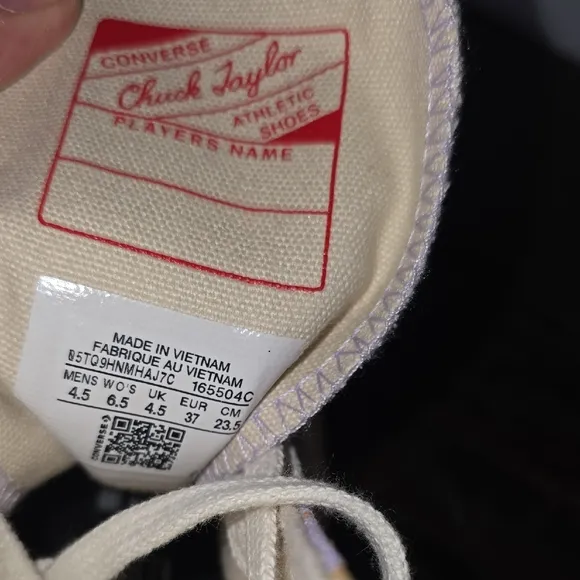 CONVERSE
Chuck Taylor
ATHLETIC
SHOES
PLAYERS NAME
MADE IN VIETNAM
FABRIQUE AU VIETNAM
B5TQ9HNMHAJ7C 165504C
MENS WO'S UK EUR CM
4.5 6.5 4.5 37 23.5
CONVERSE